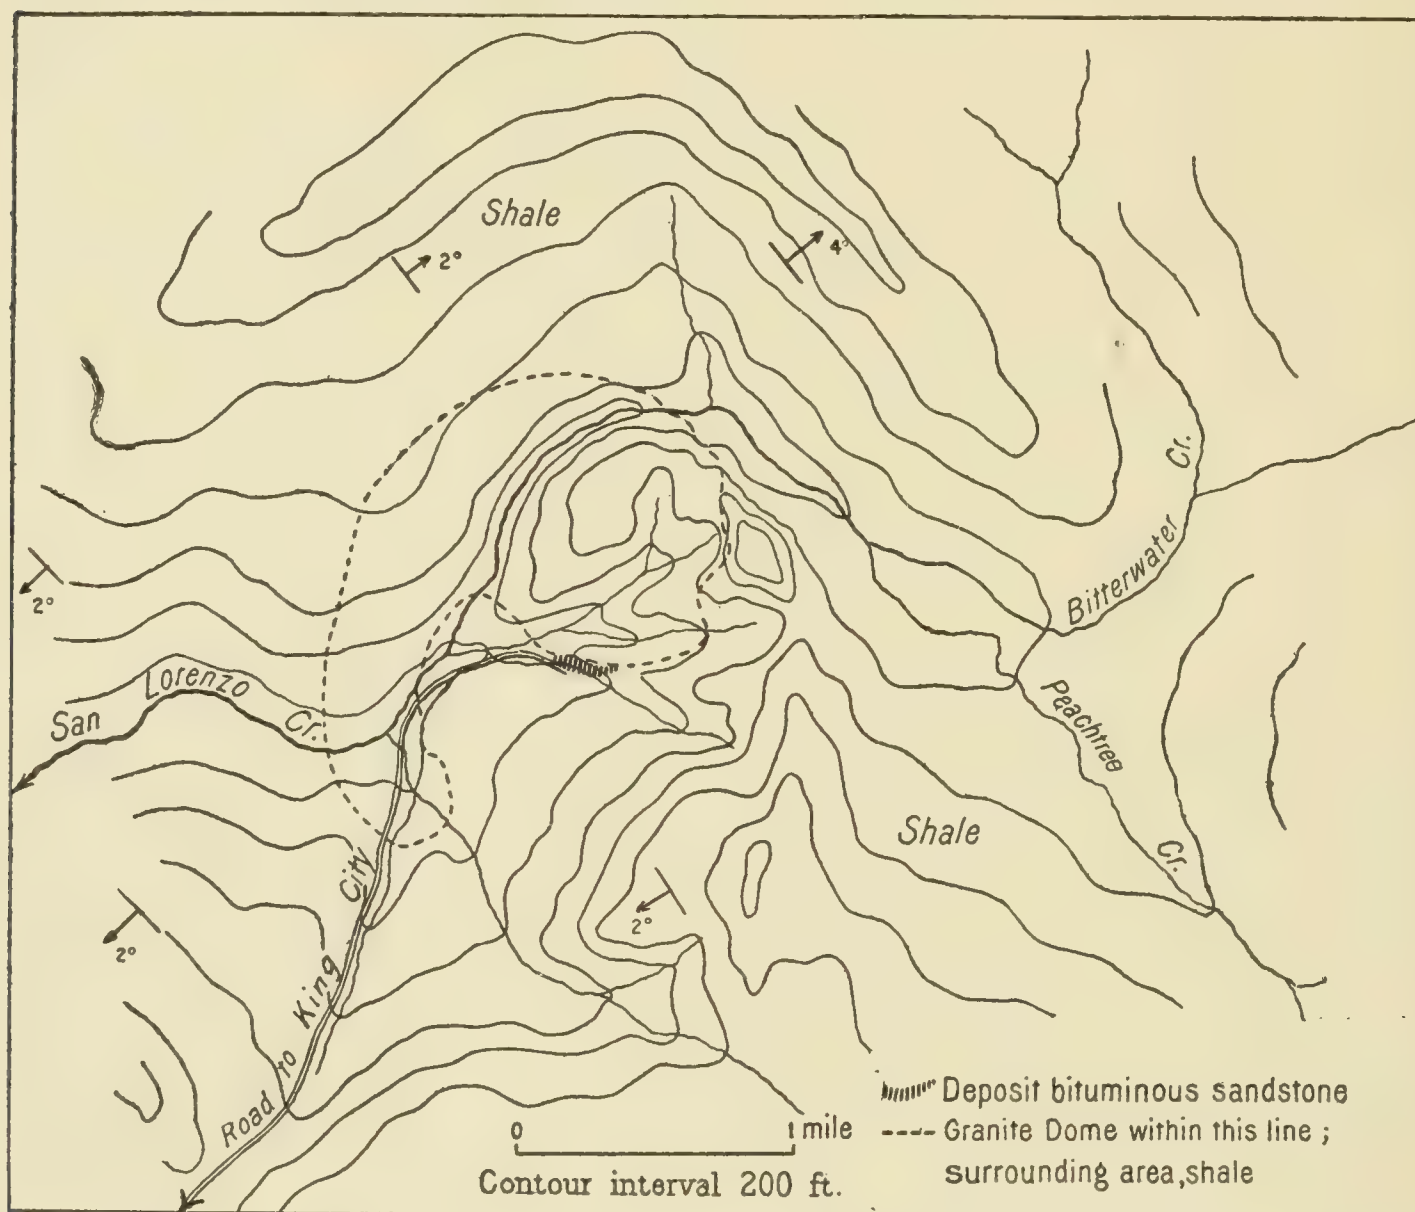 Shale
2°
4°
2°
San Lorenzo Cr.
Bitterwater Cr.
Peachtree Cr.
Shale
2°
2°
Road to King City
Deposit bituminous sandstone
Granite Dome within this line;
surrounding area, shale
0 1 mile
Contour interval 200 ft.